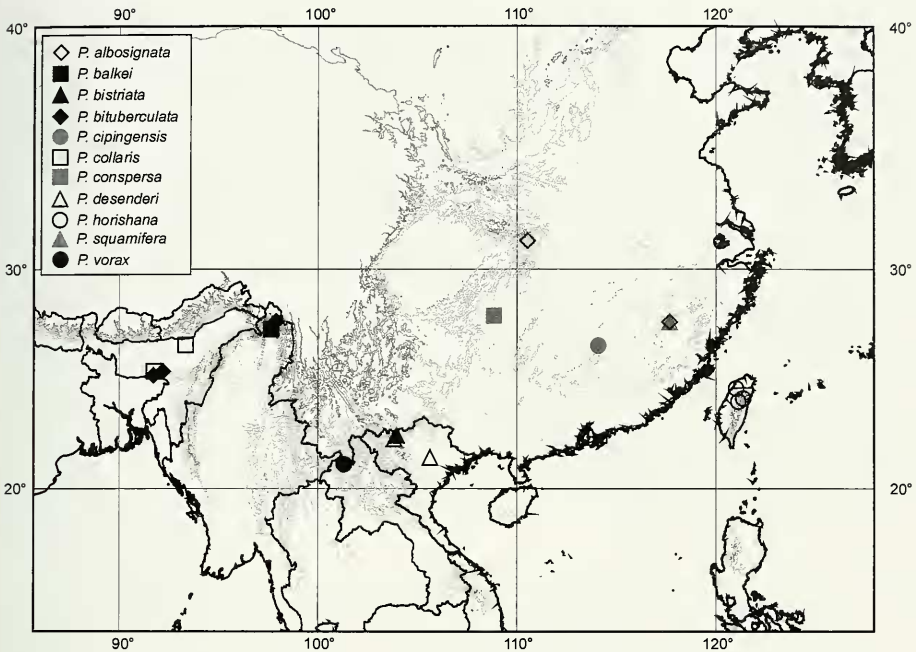 90° 100° 110° 120°
40° 40°
P. albosignata
P. balkei
P. bistriata
P. bituberculata
P. cipingensis
P. collaris
P. conspersa
P. desenderi
P. horishana
P. squamifera
P. vorax
30° 30°
20° 20°
90° 100° 110° 120°